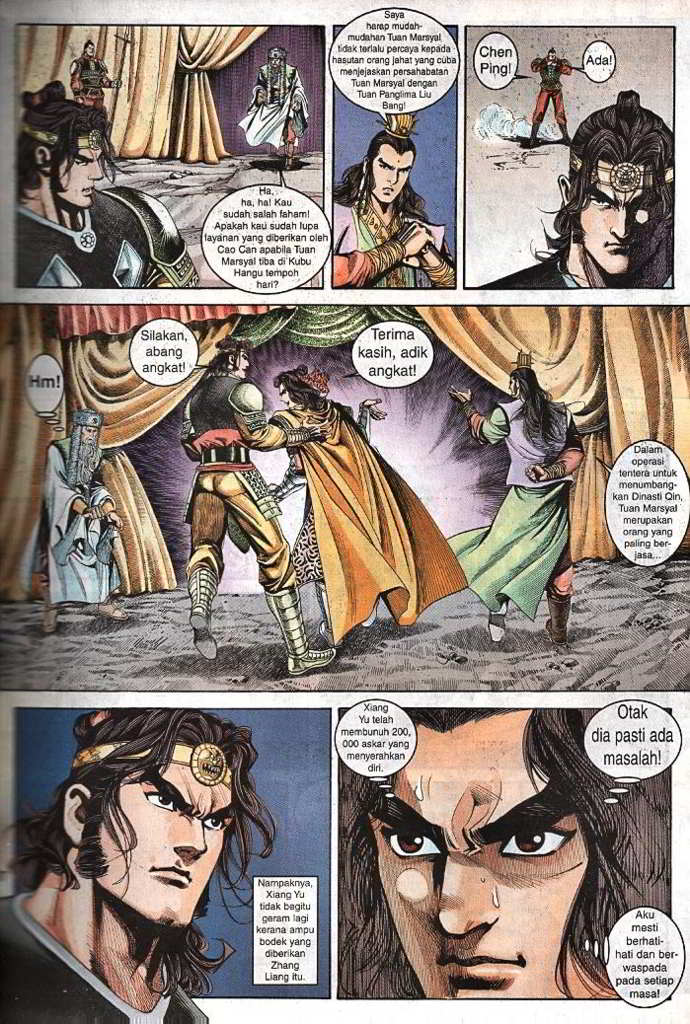 Ha,
ha, ha! Kau
sudah salah faham!
Apakah kau sudah lupa
layanan yang diberikan oleh
Cao Can apabila Tuan
Marsyal tiba di Kubu
Hangu tempoh
hari?
Saya
harap mudah-
mudahan Tuan Marsyal
tidak terlalu percaya kepada
hasutan orang jahat yang cuba
menjejaskan persahabatan
Tuan Marsyal dengan
Tuan Panglima Liu
Bang!
Chen
Ping!
Ada!
Hm!
Silakan,
abang
angkat!
Terima
kasih, adik
angkat!
Dalam
operasi
tentera untuk
menumbang-
kan Dinasti Qin,
Tuan Marsyal
merupakan
orang yang
paling ber-
jasa...
Nampaknya,
Xiang Yu
tidak begitu
geram lagi
kerana ampu
bodek yang
diberikan
Zhang
Liang itu.
Xiang
Yu telah
membunuh 200,
000 askar yang
menyerahkan
diri.
Otak
dia pasti ada
masalah!
Aku
mesti
berhati-
hati dan ber-
waspada
pada setiap
masa!